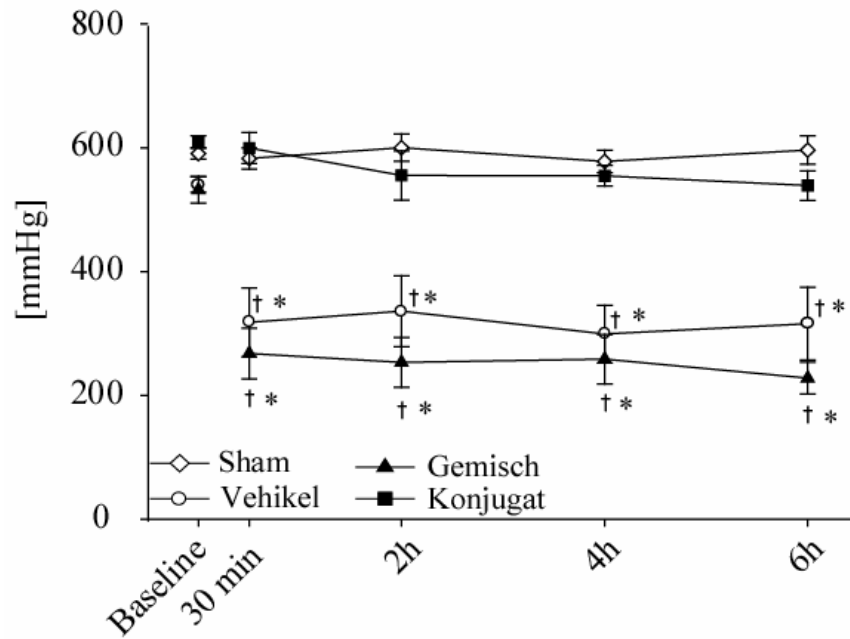 [mmHg]
800
600
400
200
0
† *
† *
† *
† *
† *
† *
† *
† *
Sham
Gemisch
Vehikel
Konjugat
Baseline
30 min
2h
4h
6h